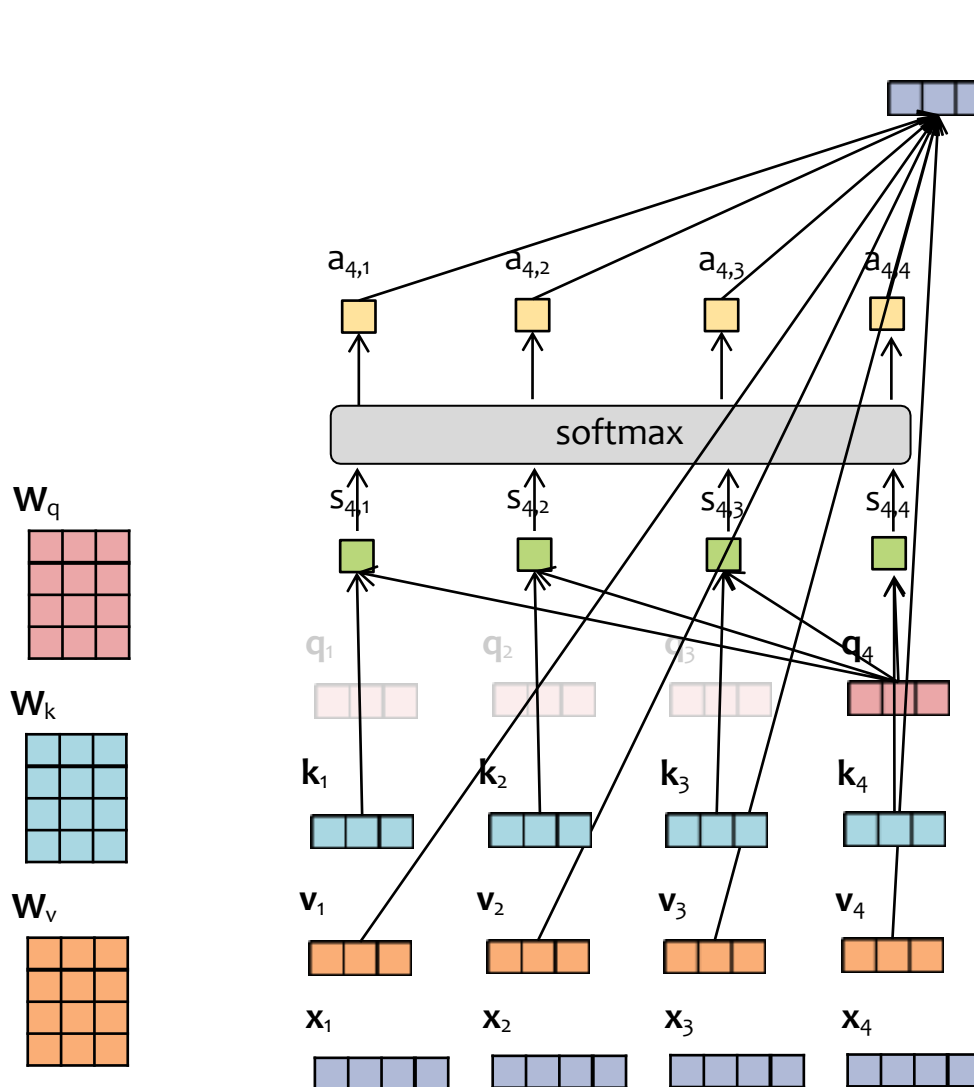 a4,1 a4,2 a4,3 a4,4
softmax
Wq
s4,1 s4,2 s4,3 s4,4
q1 q2 q3 q4
Wk
k1 k2 k3 k4
Wv
v1 v2 v3 v4
x1 x2 x3 x4